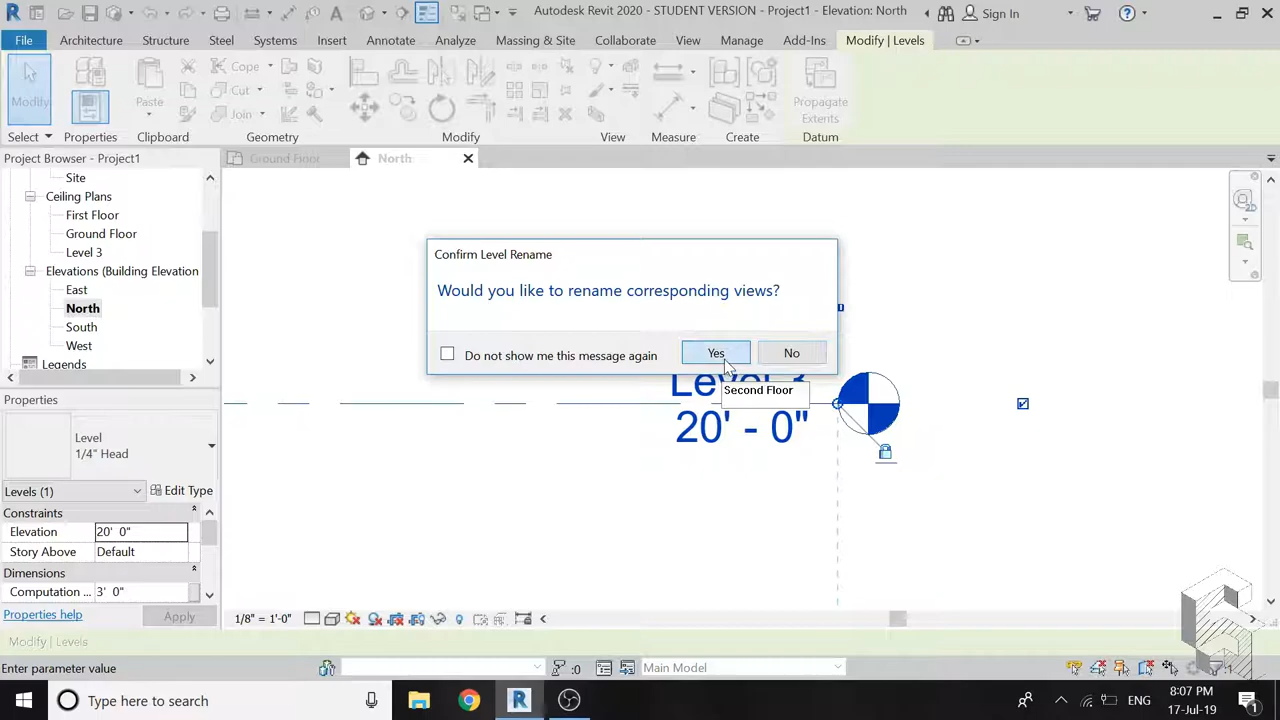 Autodesk Revit 2020 - STUDENT VERSION - Project1 - Elevation: North
Sign In
File Architecture Structure Steel Systems Insert Annotate Analyze Massing & Site Collaborate View Manage Add-Ins Modify | Levels
Modify
Select
Properties
Paste
Clipboard
Cope
Cut
Join
Geometry
Modify
View
Measure
Create
Propagate
Extents
Datum
Project Browser - Project1
Site
Ceiling Plans
First Floor
Ground Floor
Level 3
Elevations (Building Elevation
East
North
South
West
Legends
Ground Floor
North
Confirm Level Rename
Would you like to rename corresponding views?
Do not show me this message again
Yes
No
Level 3
Second Floor
20' - 0"
Properties
Level
1/4" Head
Levels (1)
Edit Type
Constraints
Elevation 20' 0"
Story Above Default
Dimensions
Computation ... 3' 0"
Properties help
Apply
1/8" = 1'-0"
Modify | Levels
Enter parameter value
:0
Main Model
Type here to search
ENG
8:07 PM
17-Jul-19
1